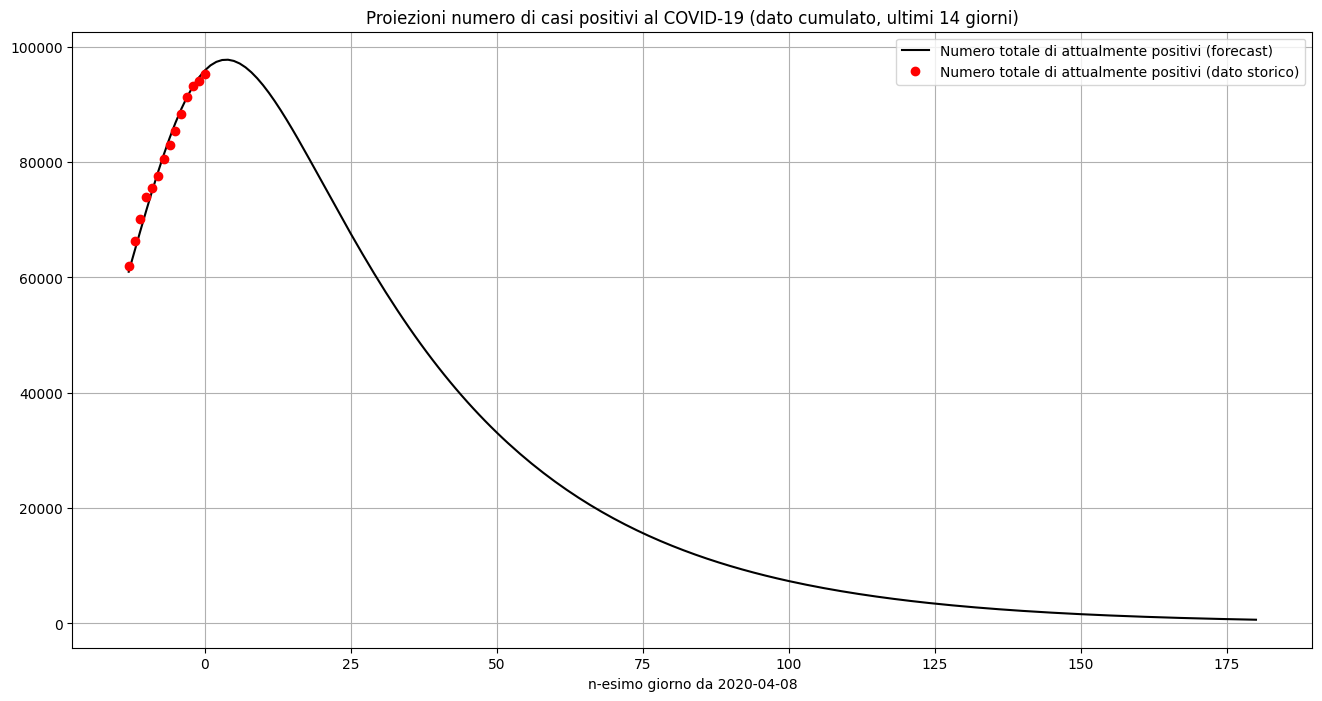 Proiezioni numero di casi positivi al COVID-19 (dato cumulato, ultimi 14 giorni)
Numero totale di attualmente positivi (forecast)
Numero totale di attualmente positivi (dato storico)
100000
80000
60000
40000
20000
0
0 25 50 75 100 125 150 175
n-esimo giorno da 2020-04-08